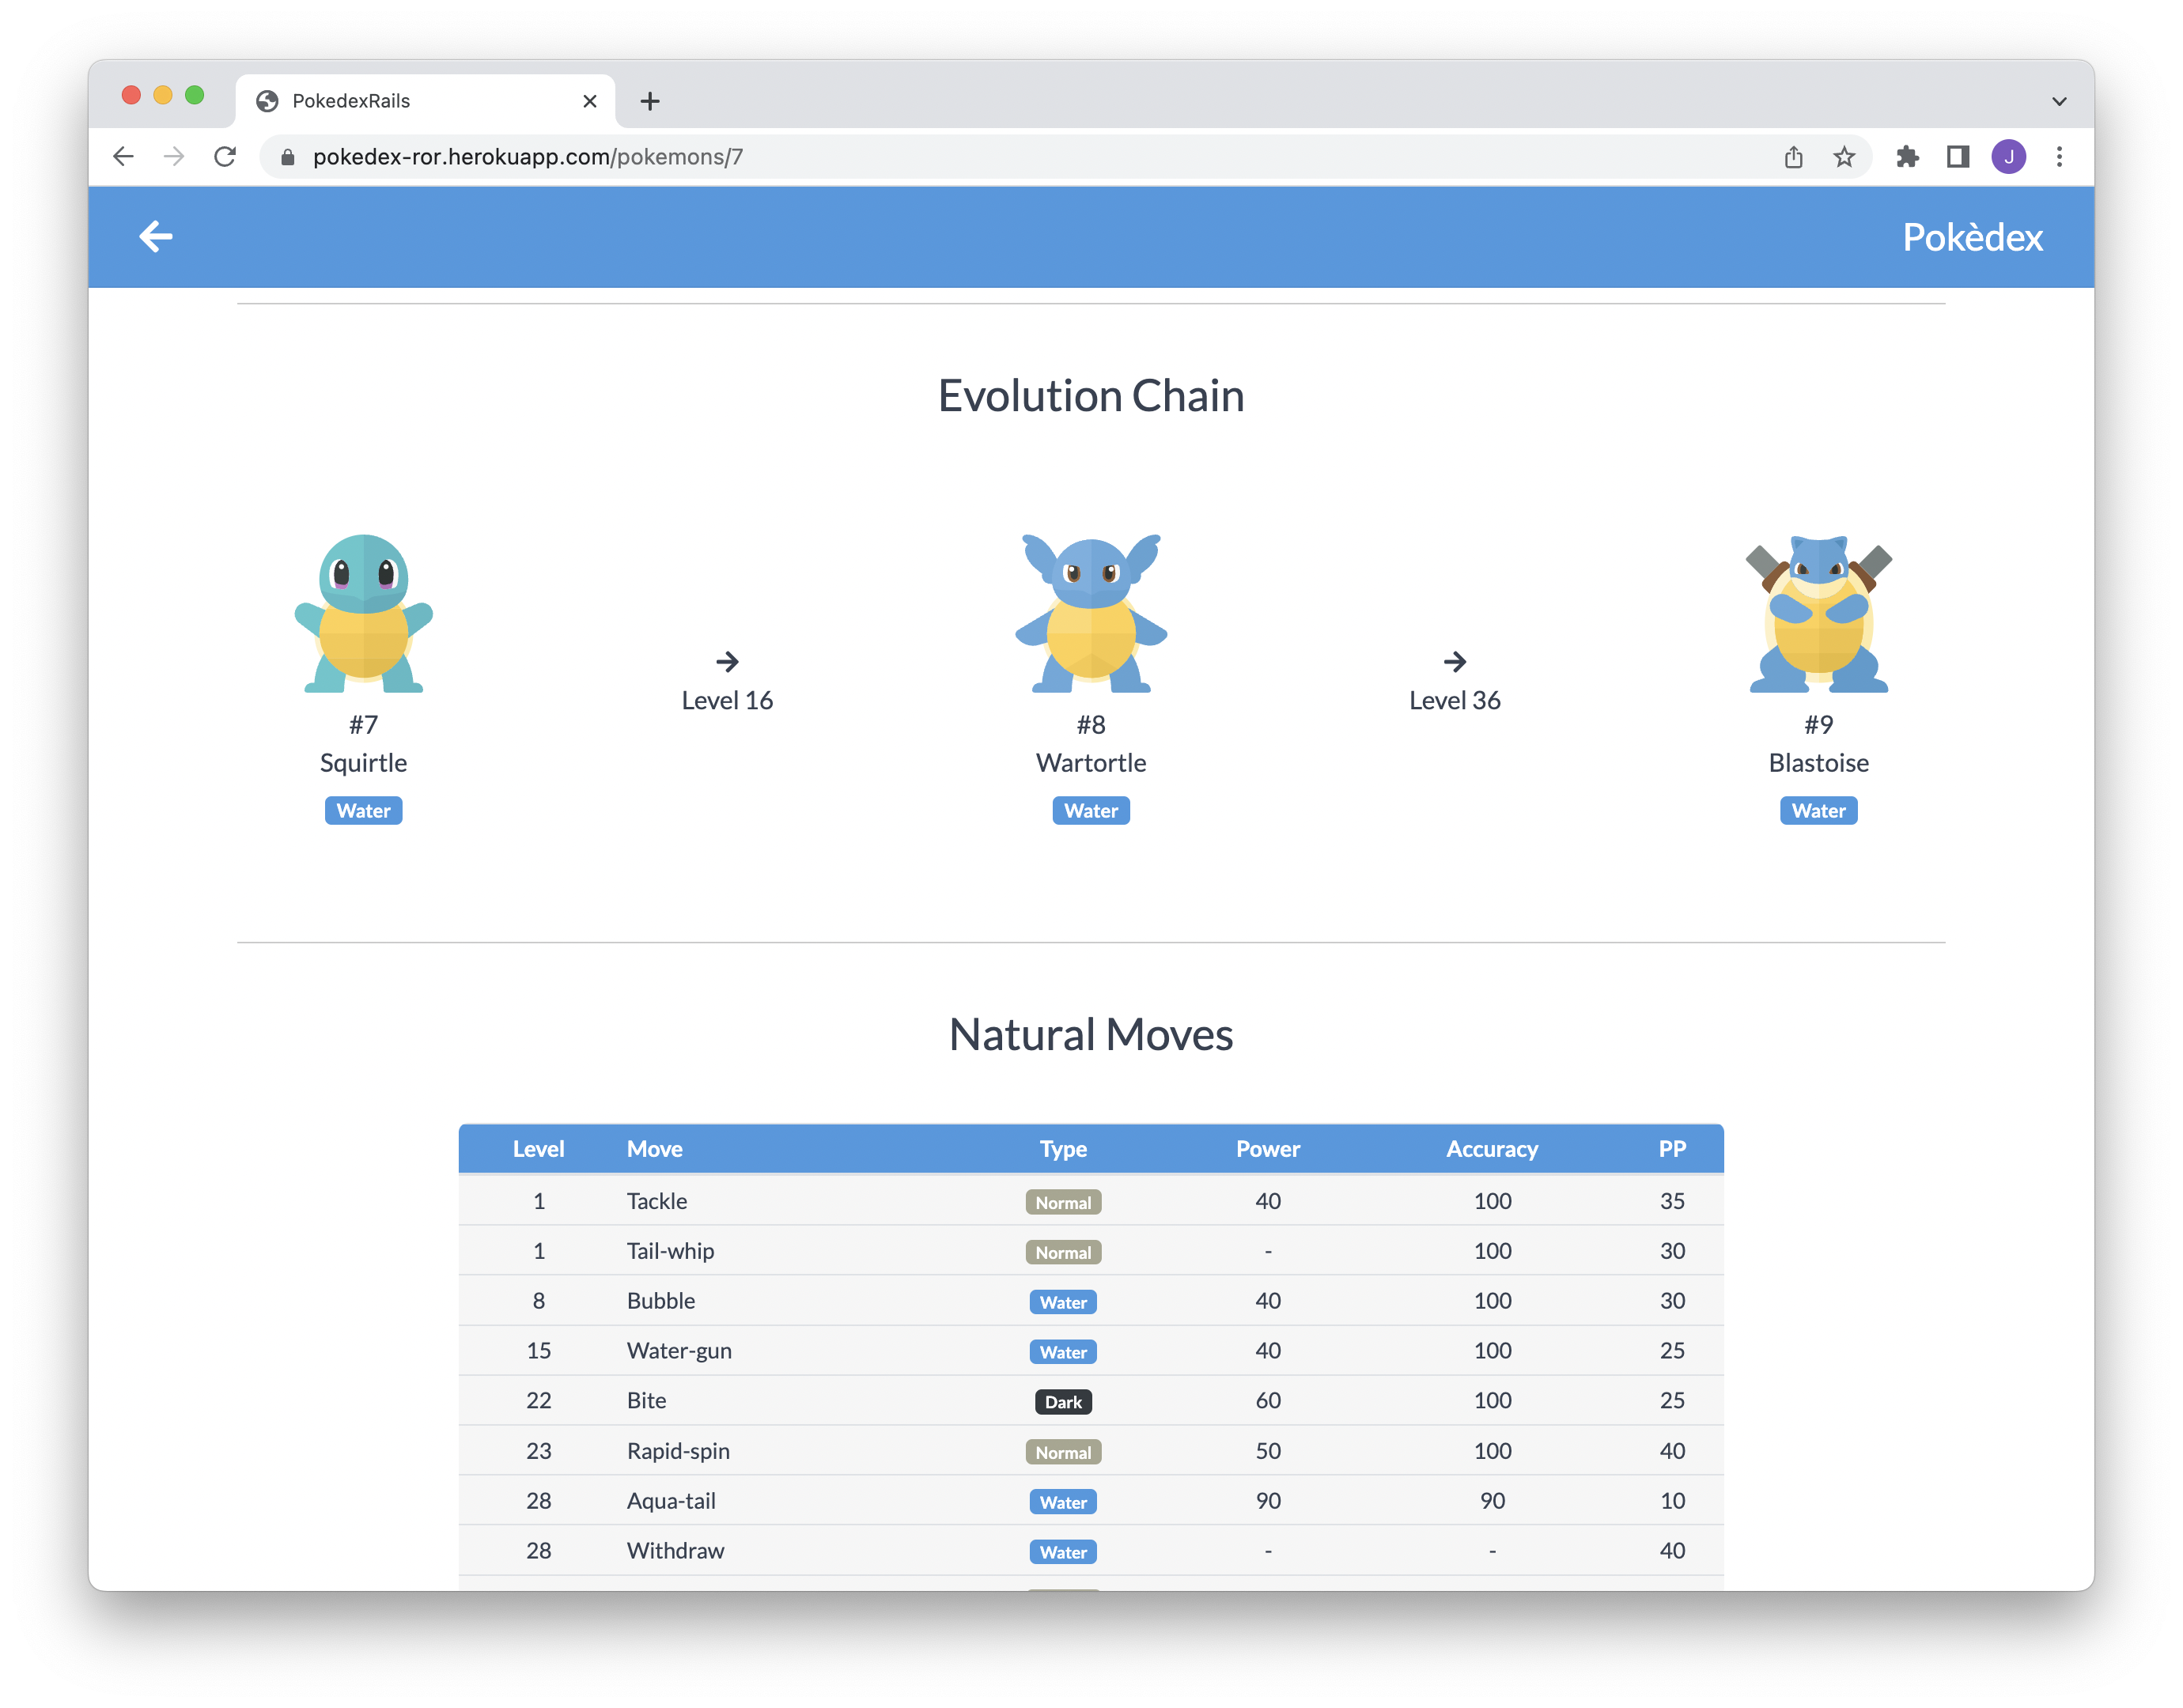 PokedexRails
pokedex-ror.herokuapp.com/pokemons/7
J
Pokèdex
Evolution Chain
Level 16
Level 36
#7
#8
#9
Squirtle
Wartortle
Blastoise
Water
Water
Water
Natural Moves
Level Move Type Power Accuracy PP
1 Tackle Normal 40 100 35
1 Tail-whip Normal - 100 30
8 Bubble Water 40 100 30
15 Water-gun Water 40 100 25
22 Bite Dark 60 100 25
23 Rapid-spin Normal 50 100 40
28 Aqua-tail Water 90 90 10
28 Withdraw Water - - 40